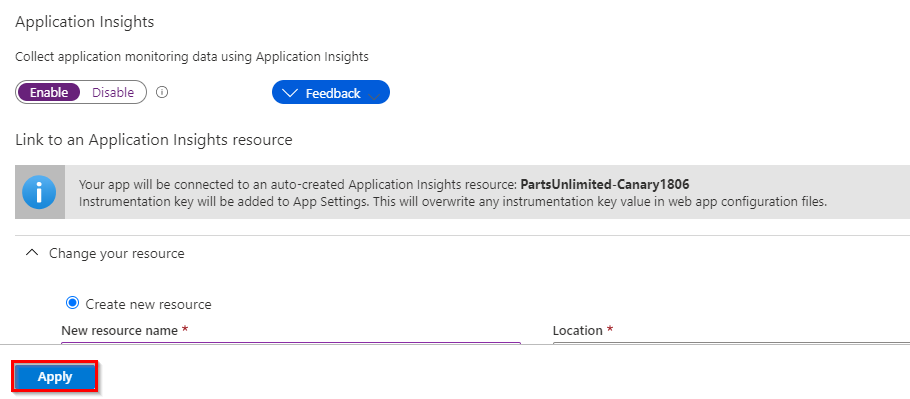 Application Insights
Collect application monitoring data using Application Insights
Enable Disable
Feedback
Link to an Application Insights resource
Your app will be connected to an auto-created Application Insights resource: PartsUnlimited-Canary1806
Instrumentation key will be added to App Settings. This will overwrite any instrumentation key value in web app configuration files.
Change your resource
Create new resource
New resource name * Location *
Apply